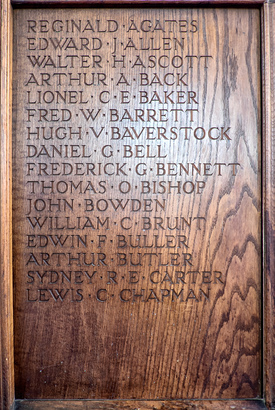 REGINALD·AGATES
EDWARD·J·ALLEN
WALTER·H·ASCOTT
ARTHUR·A·BACK
LIONEL·C·E·BAKER
FRED·W·BARRETT
HUGH·V·BAVERSTOCK
DANIEL·G·BELL
FREDERICK·G·BENNETT
THOMAS·O·BISHOP
JOHN·BOWDEN
WILLIAM·C·BRUNT
EDWIN·F·BULLER
ARTHUR·BUTLER
SYDNEY·R·E·CARTER
LEWIS·C·CHAPMAN